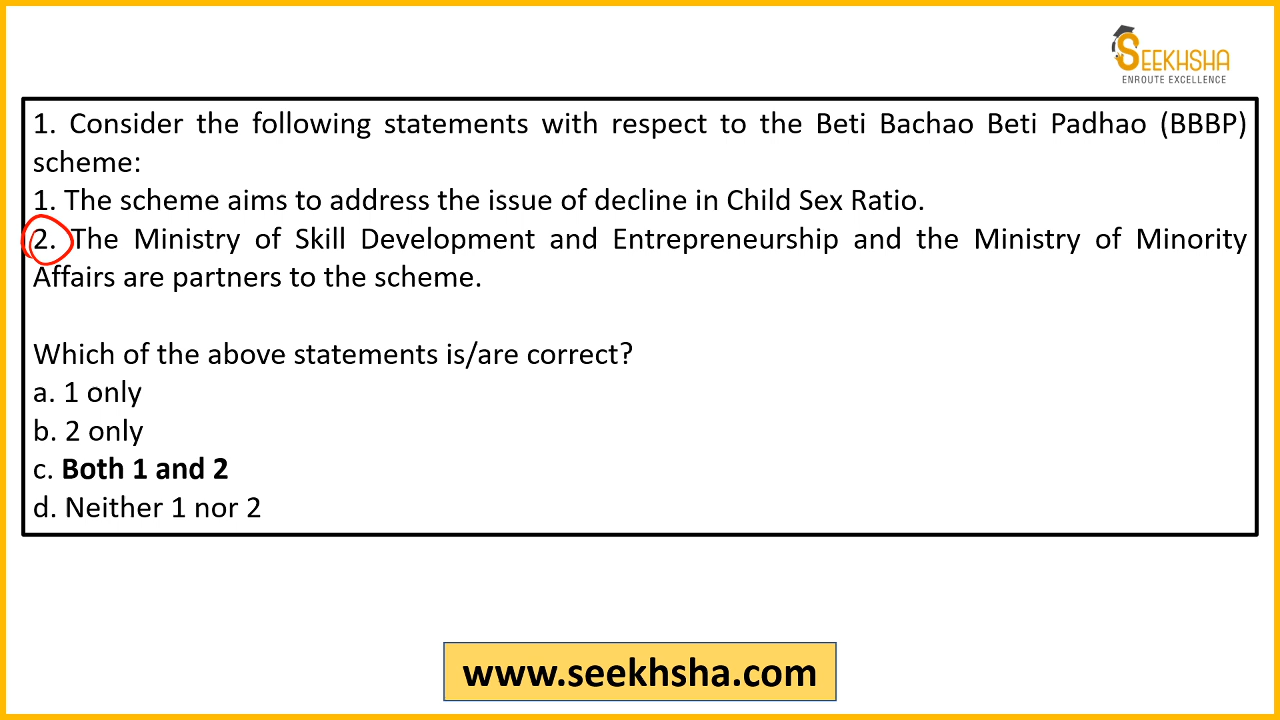 SEEKHSHA
ENROUTE EXCELLENCE
1. Consider the following statements with respect to the Beti Bachao Beti Padhao (BBBP)
scheme:
1. The scheme aims to address the issue of decline in Child Sex Ratio.
2. The Ministry of Skill Development and Entrepreneurship and the Ministry of Minority
Affairs are partners to the scheme.
Which of the above statements is/are correct?
a. 1 only
b. 2 only
c. Both 1 and 2
d. Neither 1 nor 2
www.seekhsha.com